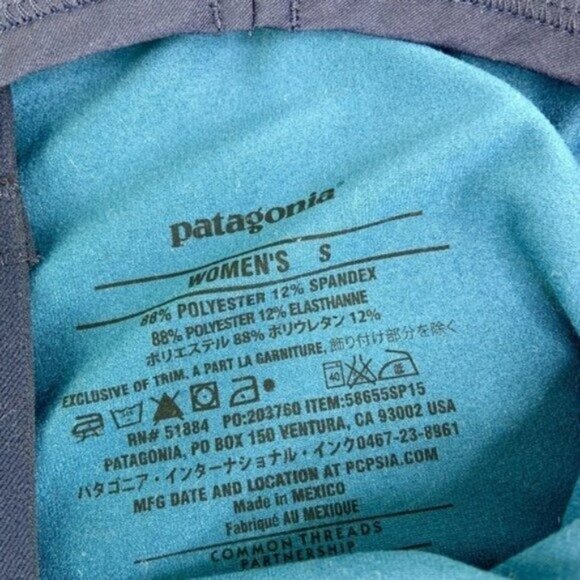 patagonia
WOMEN'S S
88% POLYESTER 12% SPANDEX
88% POLYESTER 12% ELASTHANNE
ポリエステル 88% ポリウレタン 12%
EXCLUSIVE OF TRIM. A PART LA GARNITURE, 飾り付け部分を除く
40
RN# 51884 PO:203760 ITEM:58655SP15
PATAGONIA, PO BOX 150 VENTURA, CA 93002 USA
パタゴニア・インターナショナル・インク0467-23-8961
MFG DATE AND LOCATION AT PCPSIA.COM
Made in MEXICO
Fabriqué AU MEXIQUE
COMMON THREADS
PARTNERSHIP